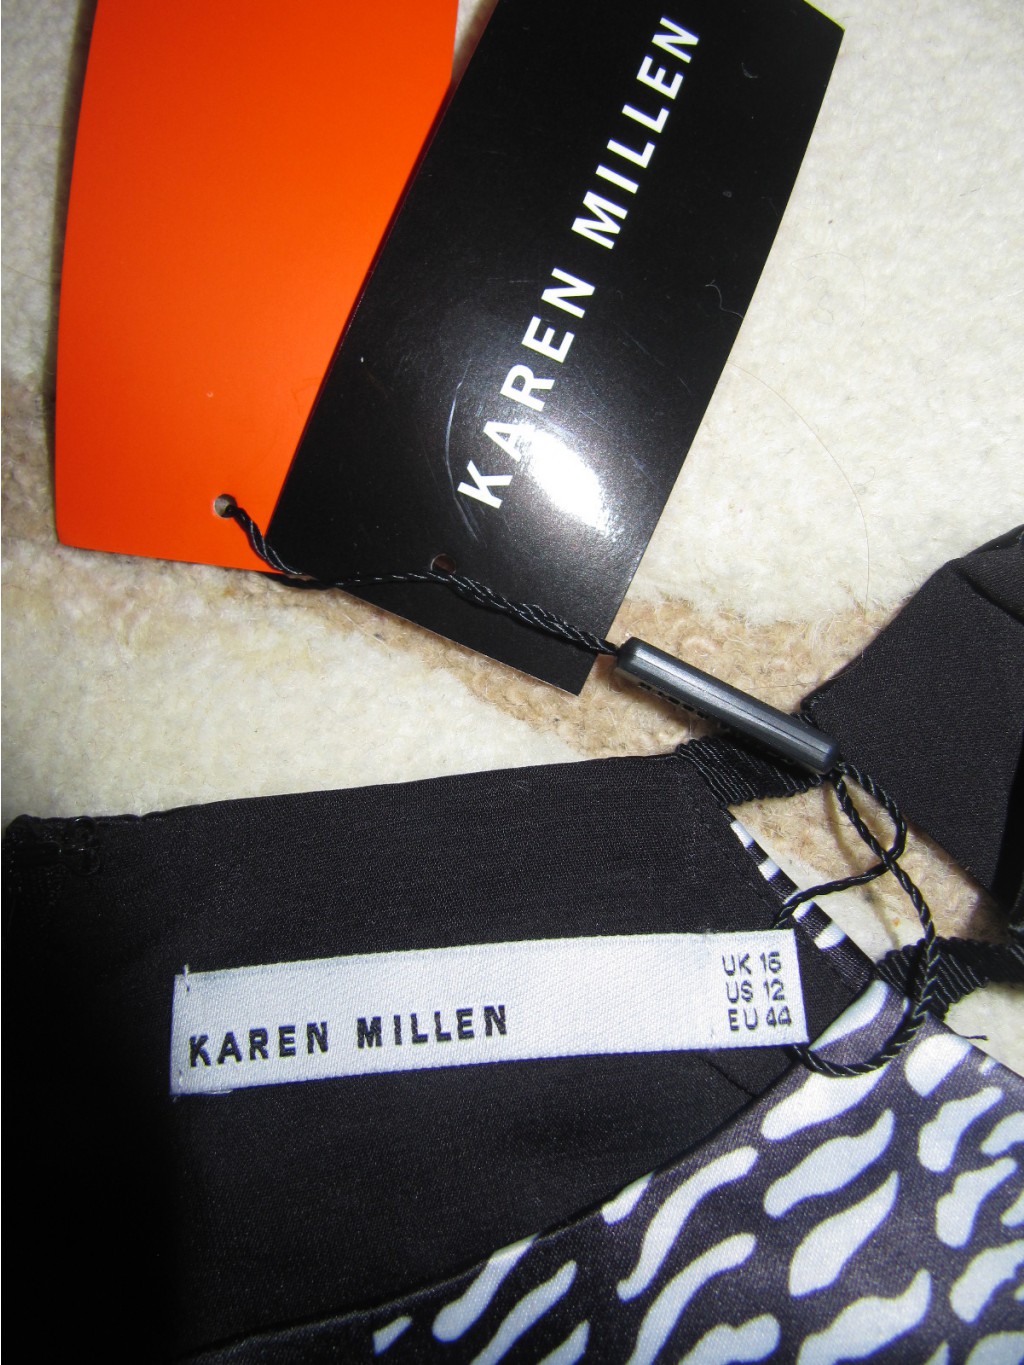 KAREN MILLEN
KAREN MILLEN
UK 16
US 12
EU 44